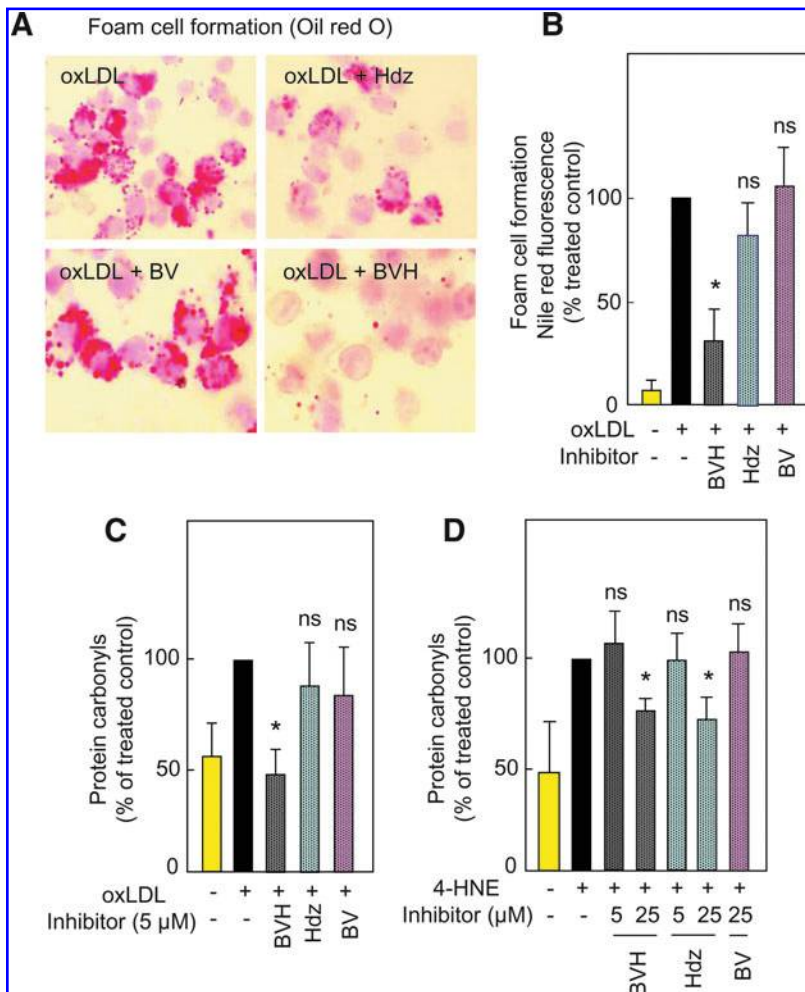 A
Foam cell formation (Oil red O)
oxLDL
oxLDL + Hdz
oxLDL + BV
oxLDL + BVH
B
Foam cell formation
Nile red fluorescence
(% treated control)
100
50
0
*
ns
ns
oxLDL - + + + +
Inhibitor - - BVH Hdz BV
C
Protein carbonyls
(% of treated control)
100
50
0
*
ns
ns
oxLDL - + + + +
Inhibitor (5 µM) - - BVH Hdz BV
D
Protein carbonyls
(% of treated control)
100
50
0
ns
*
ns
*
ns
4-HNE - + + + + + +
Inhibitor (µM) - - 5 25 5 25 25
BVH Hdz BV